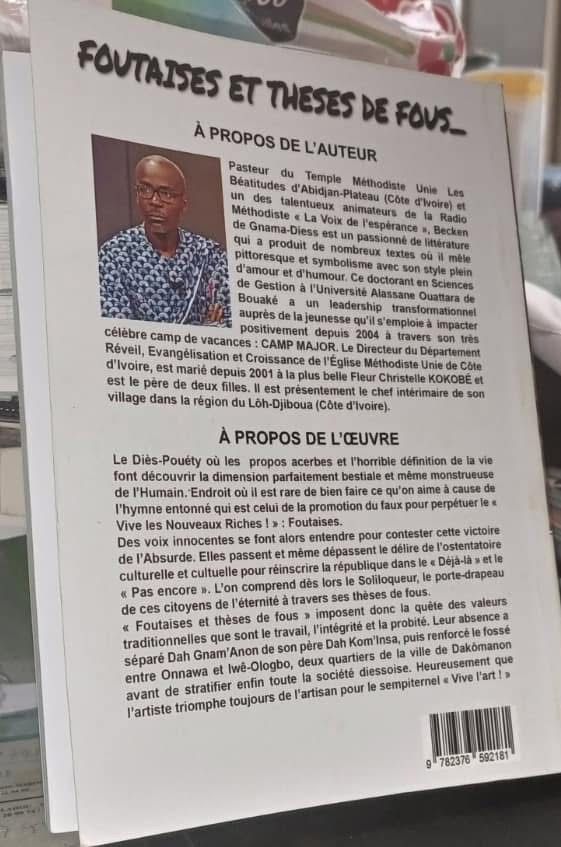 FOUTAISES ET THESES DE FOUS_
À PROPOS DE L'AUTEUR
Pasteur du Temple Méthodiste Unie Les
Béatitudes d'Abidjan-Plateau (Côte d'Ivoire) et
un des talentueux animateurs de la Radio
Méthodiste « La Voix de l'espérance », Becken
de Gnama-Diess est un passionné de littérature
qui a produit de nombreux textes où il mêle
pittoresque et symbolisme avec son style plein
d'amour et d'humour. Ce doctorant en Sciences
de Gestion à l'Université Alassane Ouattara de
Bouaké a un leadership transformationnel
auprès de la jeunesse qu'il s'emploie à impacter
positivement depuis 2004 à travers son très
célèbre camp de vacances : CAMP MAJOR. Le Directeur du Département
Réveil, Evangélisation et Croissance de l'Église Méthodiste Unie de Côte
d'Ivoire, est marié depuis 2001 à la plus belle Fleur Christelle KOKOBÉ et
est le père de deux filles. Il est présentement le chef intérimaire de son
village dans la région du Lôh-Djiboua (Côte d'Ivoire).
À PROPOS DE L'ŒUVRE
Le Diès-Pouéty où les propos acerbes et l'horrible définition de la vie
font découvrir la dimension parfaitement bestiale et même monstrueuse
de l'Humain. Endroit où il est rare de bien faire ce qu'on aime à cause de
l'hymne entonné qui est celui de la promotion du faux pour perpétuer le «
Vive les Nouveaux Riches ! » : Foutaises.
Des voix innocentes se font alors entendre pour contester cette victoire
de l'Absurde. Elles passent et même dépassent le délire de l'ostentatoire
culturelle et cultuelle pour réinscrire la république dans le « Déjà-là » et le
« Pas encore ». L'on comprend dès lors le Soliloqueur, le porte-drapeau
de ces citoyens de l'éternité à travers ses thèses de fous.
« Foutaises et thèses de fous » imposent donc la quête des valeurs
traditionnelles que sont le travail, l'intégrité et la probité. Leur absence a
séparé Dah Gnam'Anon de son père Dah Kom'Insa, puis renforcé le fossé
entre Onnawa et Iwê-Ologbo, deux quartiers de la ville de Dakômanon
avant de stratifier enfin toute la société diessoise. Heureusement que
l'artiste triomphe toujours de l'artisan pour le sempiternel « Vive l'art ! »
9 782376 592181